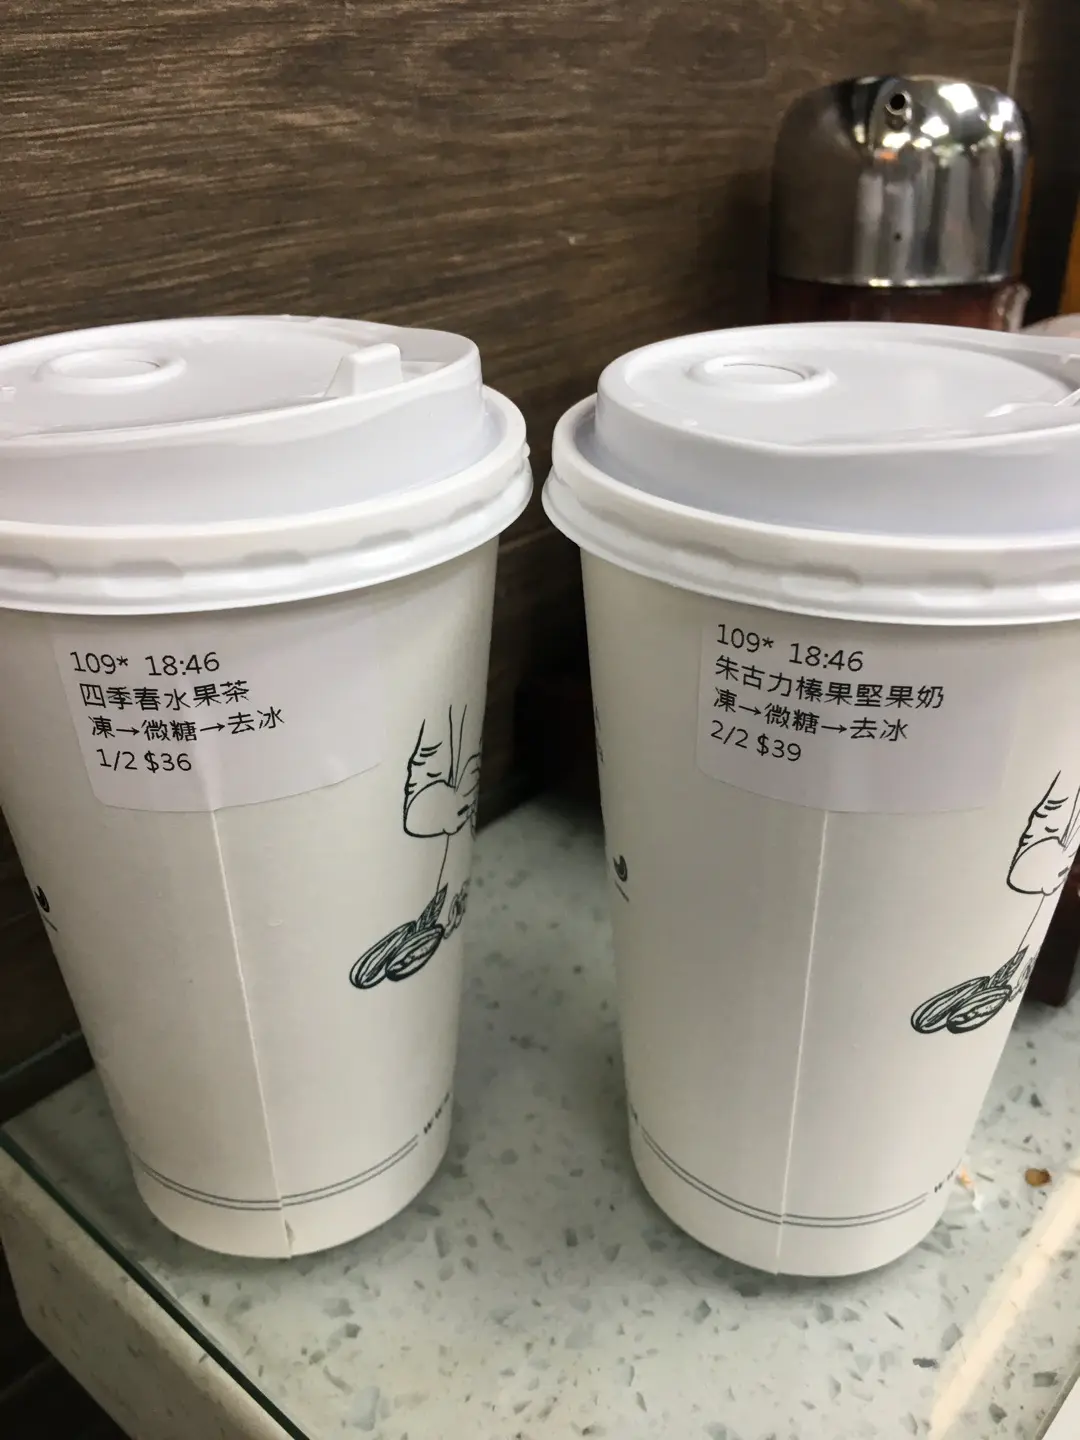 109* 18:46
四季春水果茶
凍→微糖→去冰
1/2 $36
109* 18:46
朱古力榛果堅果奶
凍→微糖→去冰
2/2 $39